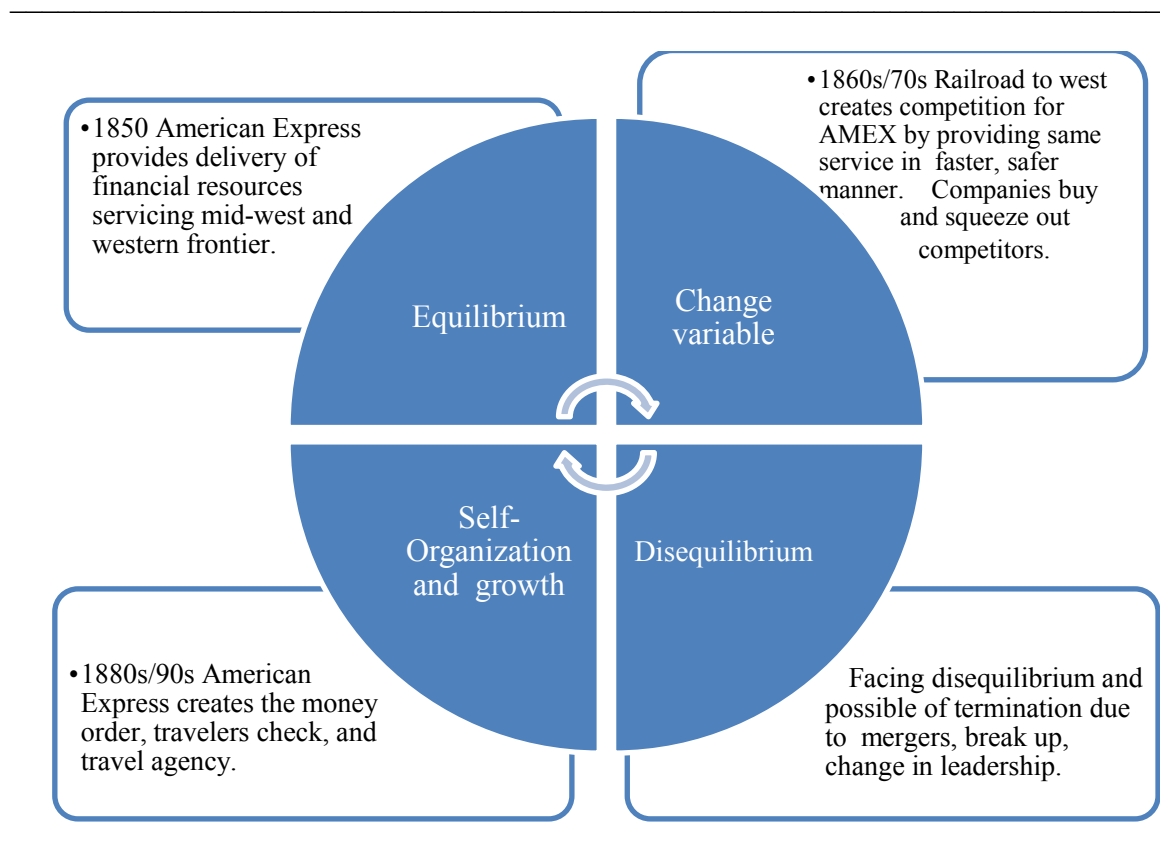 •1850 American Express
provides delivery of
financial resources
servicing mid-west and
western frontier.
•1860s/70s Railroad to west
creates competition for
AMEX by providing same
service in faster, safer
manner. Companies buy
and squeeze out
competitors.
Equilibrium
Change
variable
Self-
Organization
and growth
Disequilibrium
•1880s/90s American
Express creates the money
order, travelers check, and
travel agency.
Facing disequilibrium and
possible of termination due
to mergers, break up,
change in leadership.